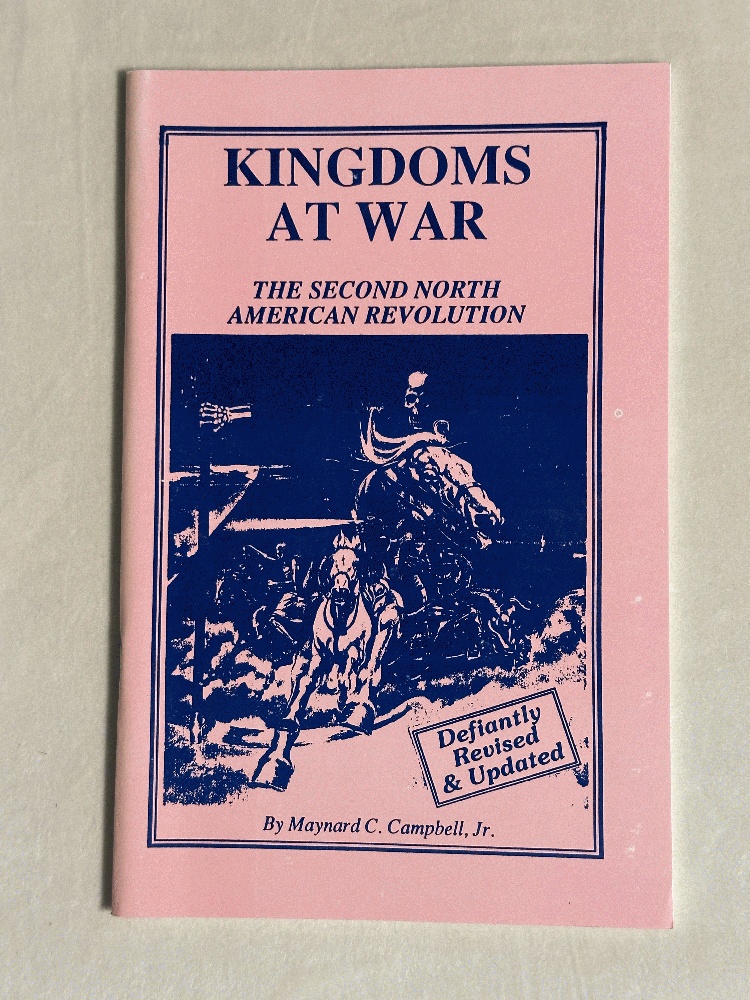 KINGDOMS
AT WAR
THE SECOND NORTH
AMERICAN REVOLUTION
Defiantly
Revised
& Updated
By Maynard C. Campbell, Jr.